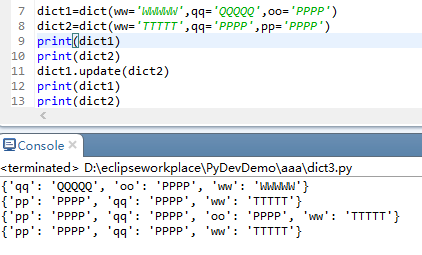 7 dict1=dict(ww='WWWW',qq='QQQQQ',oo='PPPP')
8 dict2=dict(ww='TTTTT',qq='PPPP',pp='PPPP')
9 print(dict1)
10 print(dict2)
11 dict1.update(dict2)
12 print(dict1)
13 print(dict2)
Console
<terminated> D:\eclipseworkplace\PyDevDemo\aaa\dict3.py
{'qq': 'QQQQQ', 'oo': 'PPPP', 'ww': 'WWWW'}
{'pp': 'PPPP', 'qq': 'PPPP', 'ww': 'TTTTT'}
{'pp': 'PPPP', 'qq': 'PPPP', 'oo': 'PPPP', 'ww': 'TTTTT'}
{'pp': 'PPPP', 'qq': 'PPPP', 'ww': 'TTTTT'}